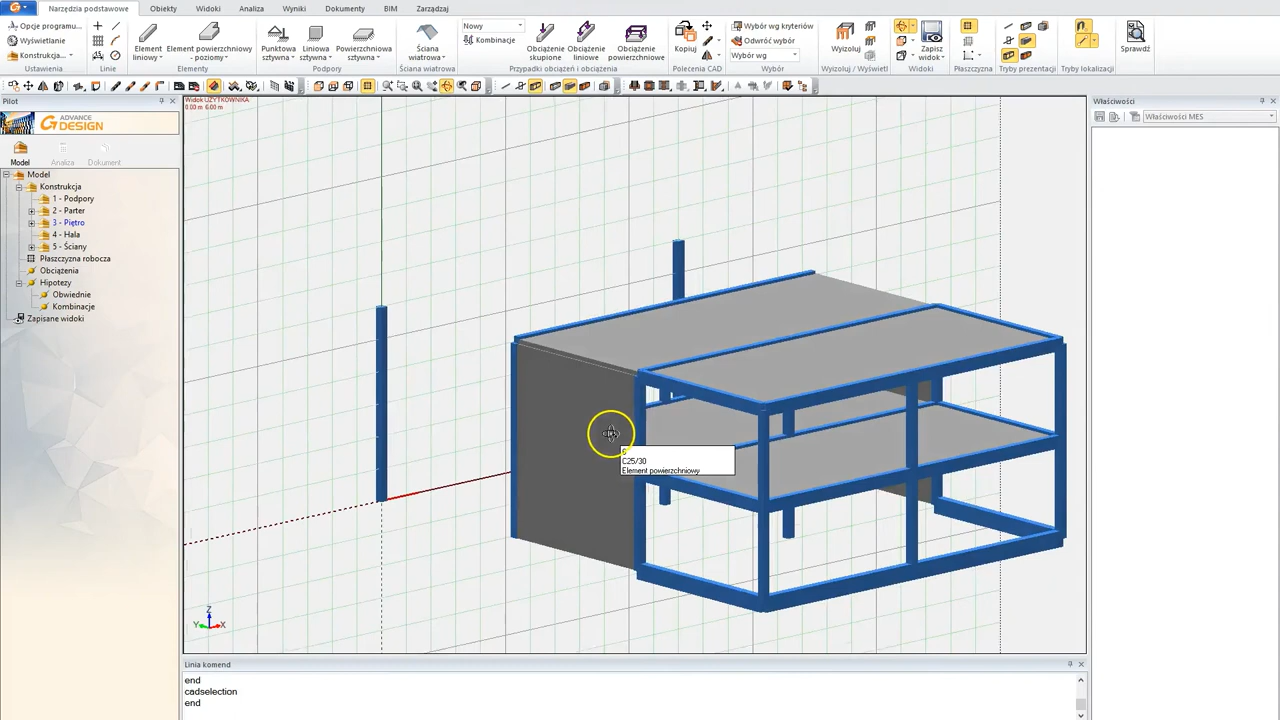 Narzędzia podstawowe Obiekty Widoki Analiza Wyniki Dokumenty BIM Zarządzaj
Opcje programu...
Wyświetlanie
Konstrukcja...
Ustawienia
Linie
Element liniowy
Element powierzchniowy - poziomy
Elementy
Punktowa sztywna
Liniowa sztywna
Powierzchniowa sztywna
Podpory
Nowy
Kombinacje
Ściana wiatrowa
Ściana wiatrowa
Obciążenie skupione
Obciążenie liniowe
Obciążenie powierzchniowe
Przypadki obciążeń i obciążenia
Kopiuj
Polecenia CAD
Wybór wg kryteriów
Odwróć wybór
Wybór wg
Wybór
Wyizoluj
Wyizoluj / Wyświetl
Zapisz widok
Widoki
Płaszczyzna
Tryby prezentacji
Tryby lokalizacji
Sprawdź
Pilot
ADVANCE
DESIGN
Model Analiza Dokument
Model
Konstrukcja
1 - Podpory
2 - Parter
3 - Piętro
4 - Hala
5 - Ściany
Płaszczyzna robocza
Obciążenia
Hipotezy
Obwiednie
Kombinacje
Zapisane widoki
Widok UŻYTKOWNIKA
0.00 m 6.00 m
C25/30
Element powierzchniowy
Z
Y X
Właściwości
Właściwości MES
Linia komend
end
cadselection
end